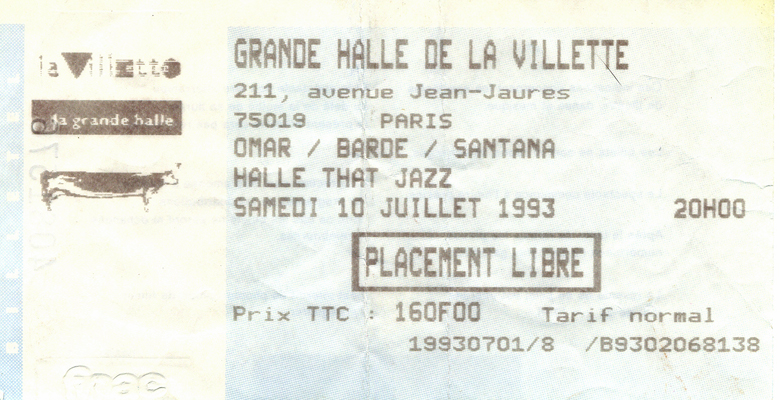 la Villette
la grande halle
GRANDE HALLE DE LA VILLETTE
211, avenue Jean-Jaures
75019 PARIS
OMAR / BARDE / SANTANA
HALLE THAT JAZZ
SAMEDI 10 JUILLET 1993 20H00
PLACEMENT LIBRE
Prix TTC : 160F00 Tarif normal
19930701/8 /B9302068138
fnac